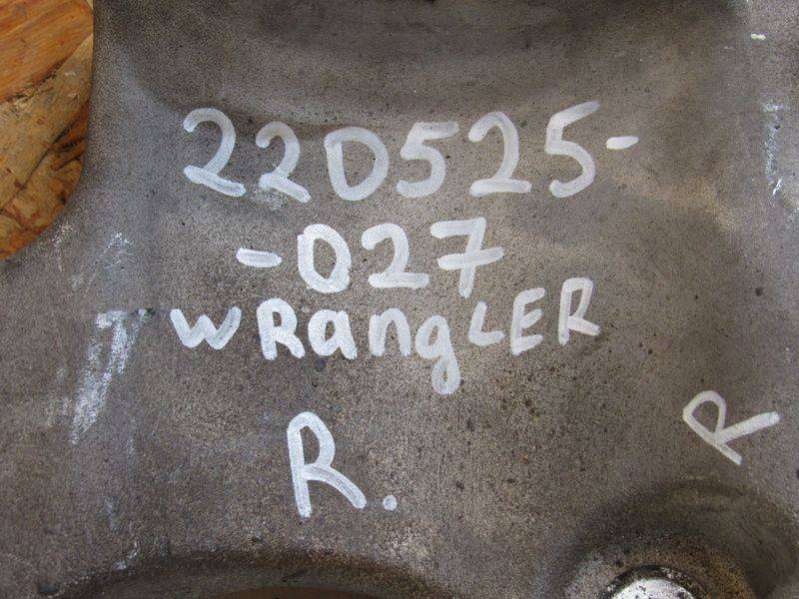 220525-
-027
WRangLER
R.
R